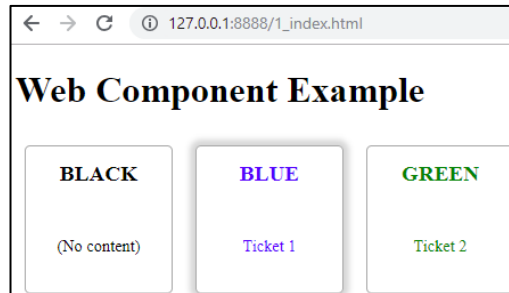 127.0.0.1:8888/1_index.html
Web Component Example
BLACK BLUE GREEN
(No content) Ticket 1 Ticket 2